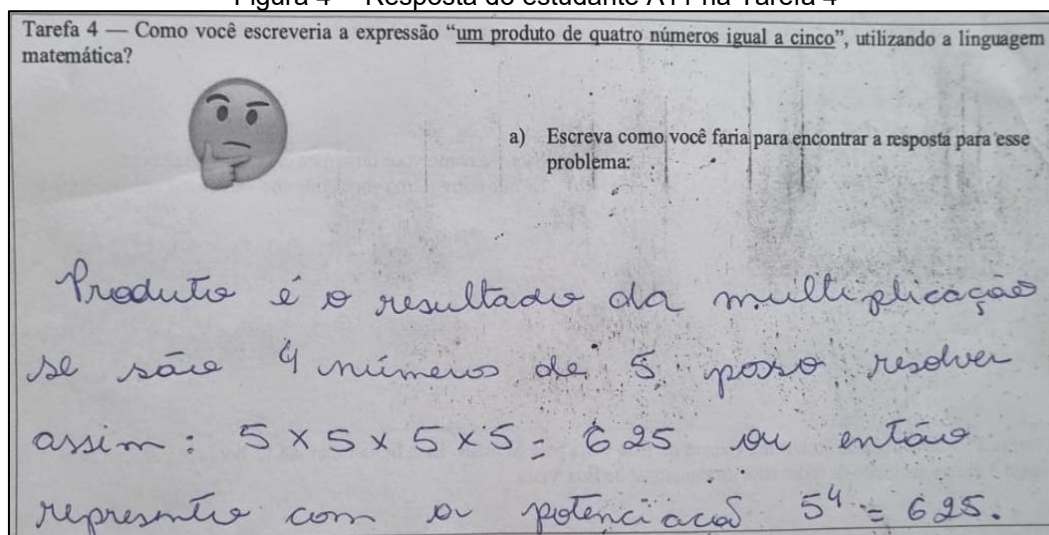 Figura 4 – Resposta do estudante A11 na Tarefa 4
Tarefa 4 — Como você escreveria a expressão “um produto de quatro números igual a cinco”, utilizando a linguagem
matemática?
a) Escreva como você faria para encontrar a resposta para esse
problema:
Produto é o resultado da multiplicação
se são 4 números de 5 posso resolver
assim: 5 x 5 x 5 x 5 = 625 ou então
represento com a potenciacaõ 5⁴ = 625.